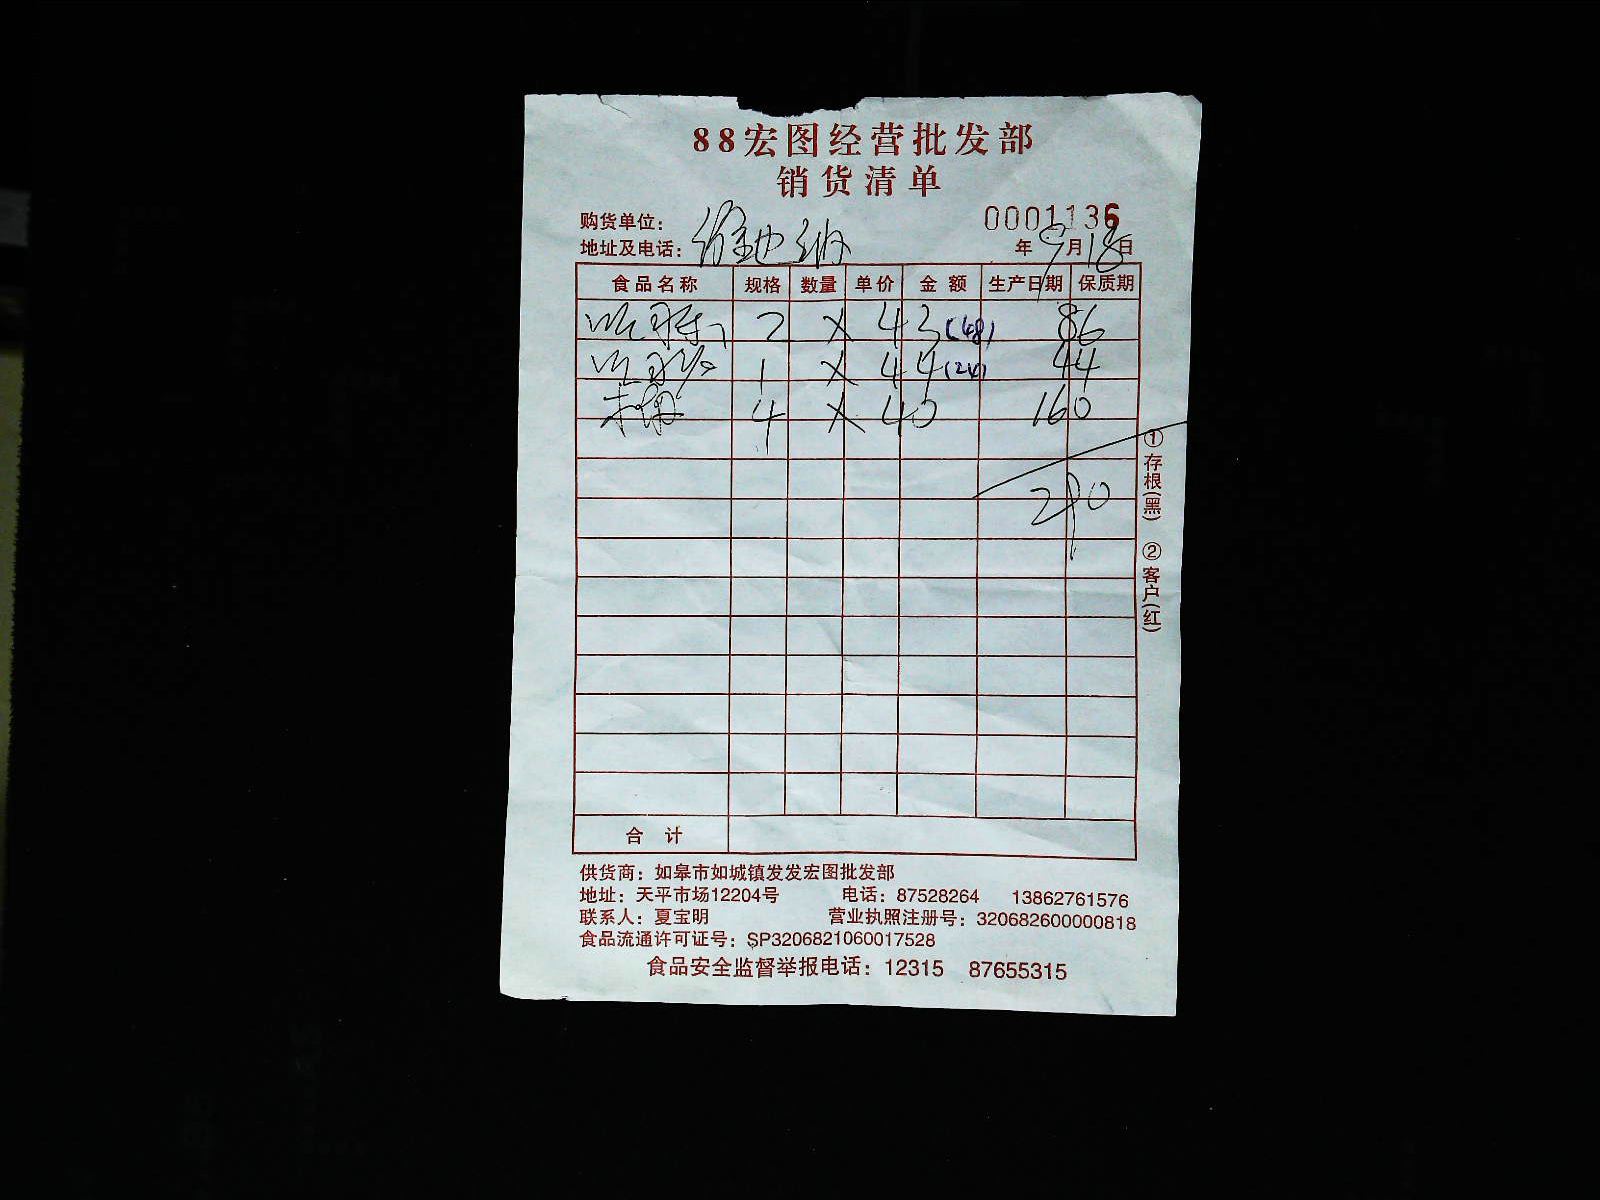 88宏图经营批发部
销货清单
购货单位：
0001136
地址及电话：维也纳
年9月18日
食品名称 规格 数量 单价 金额 生产日期 保质期
2 × 43 (48) 86
1 × 44 (24) 44
4 × 40 160
290
①存根(黑) ②客户(红)
合计
供货商：如皋市如城镇发发宏图批发部
地址：天平市场12204号 电话：87528264 13862761576
联系人：夏宝明 营业执照注册号：320682600000818
食品流通许可证号：SP3206821060017528
食品安全监督举报电话：12315 87655315